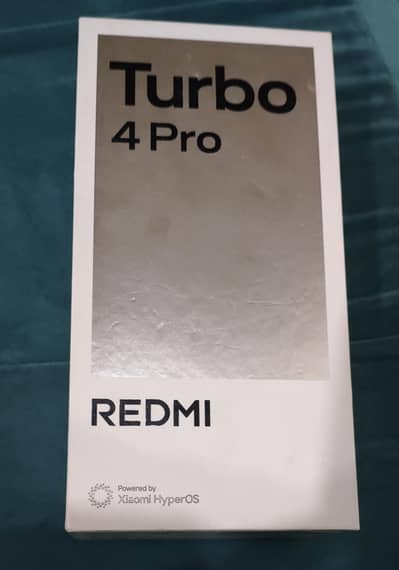 Turbo
4 Pro
REDMI
Powered by
Xiaomi HyperOS